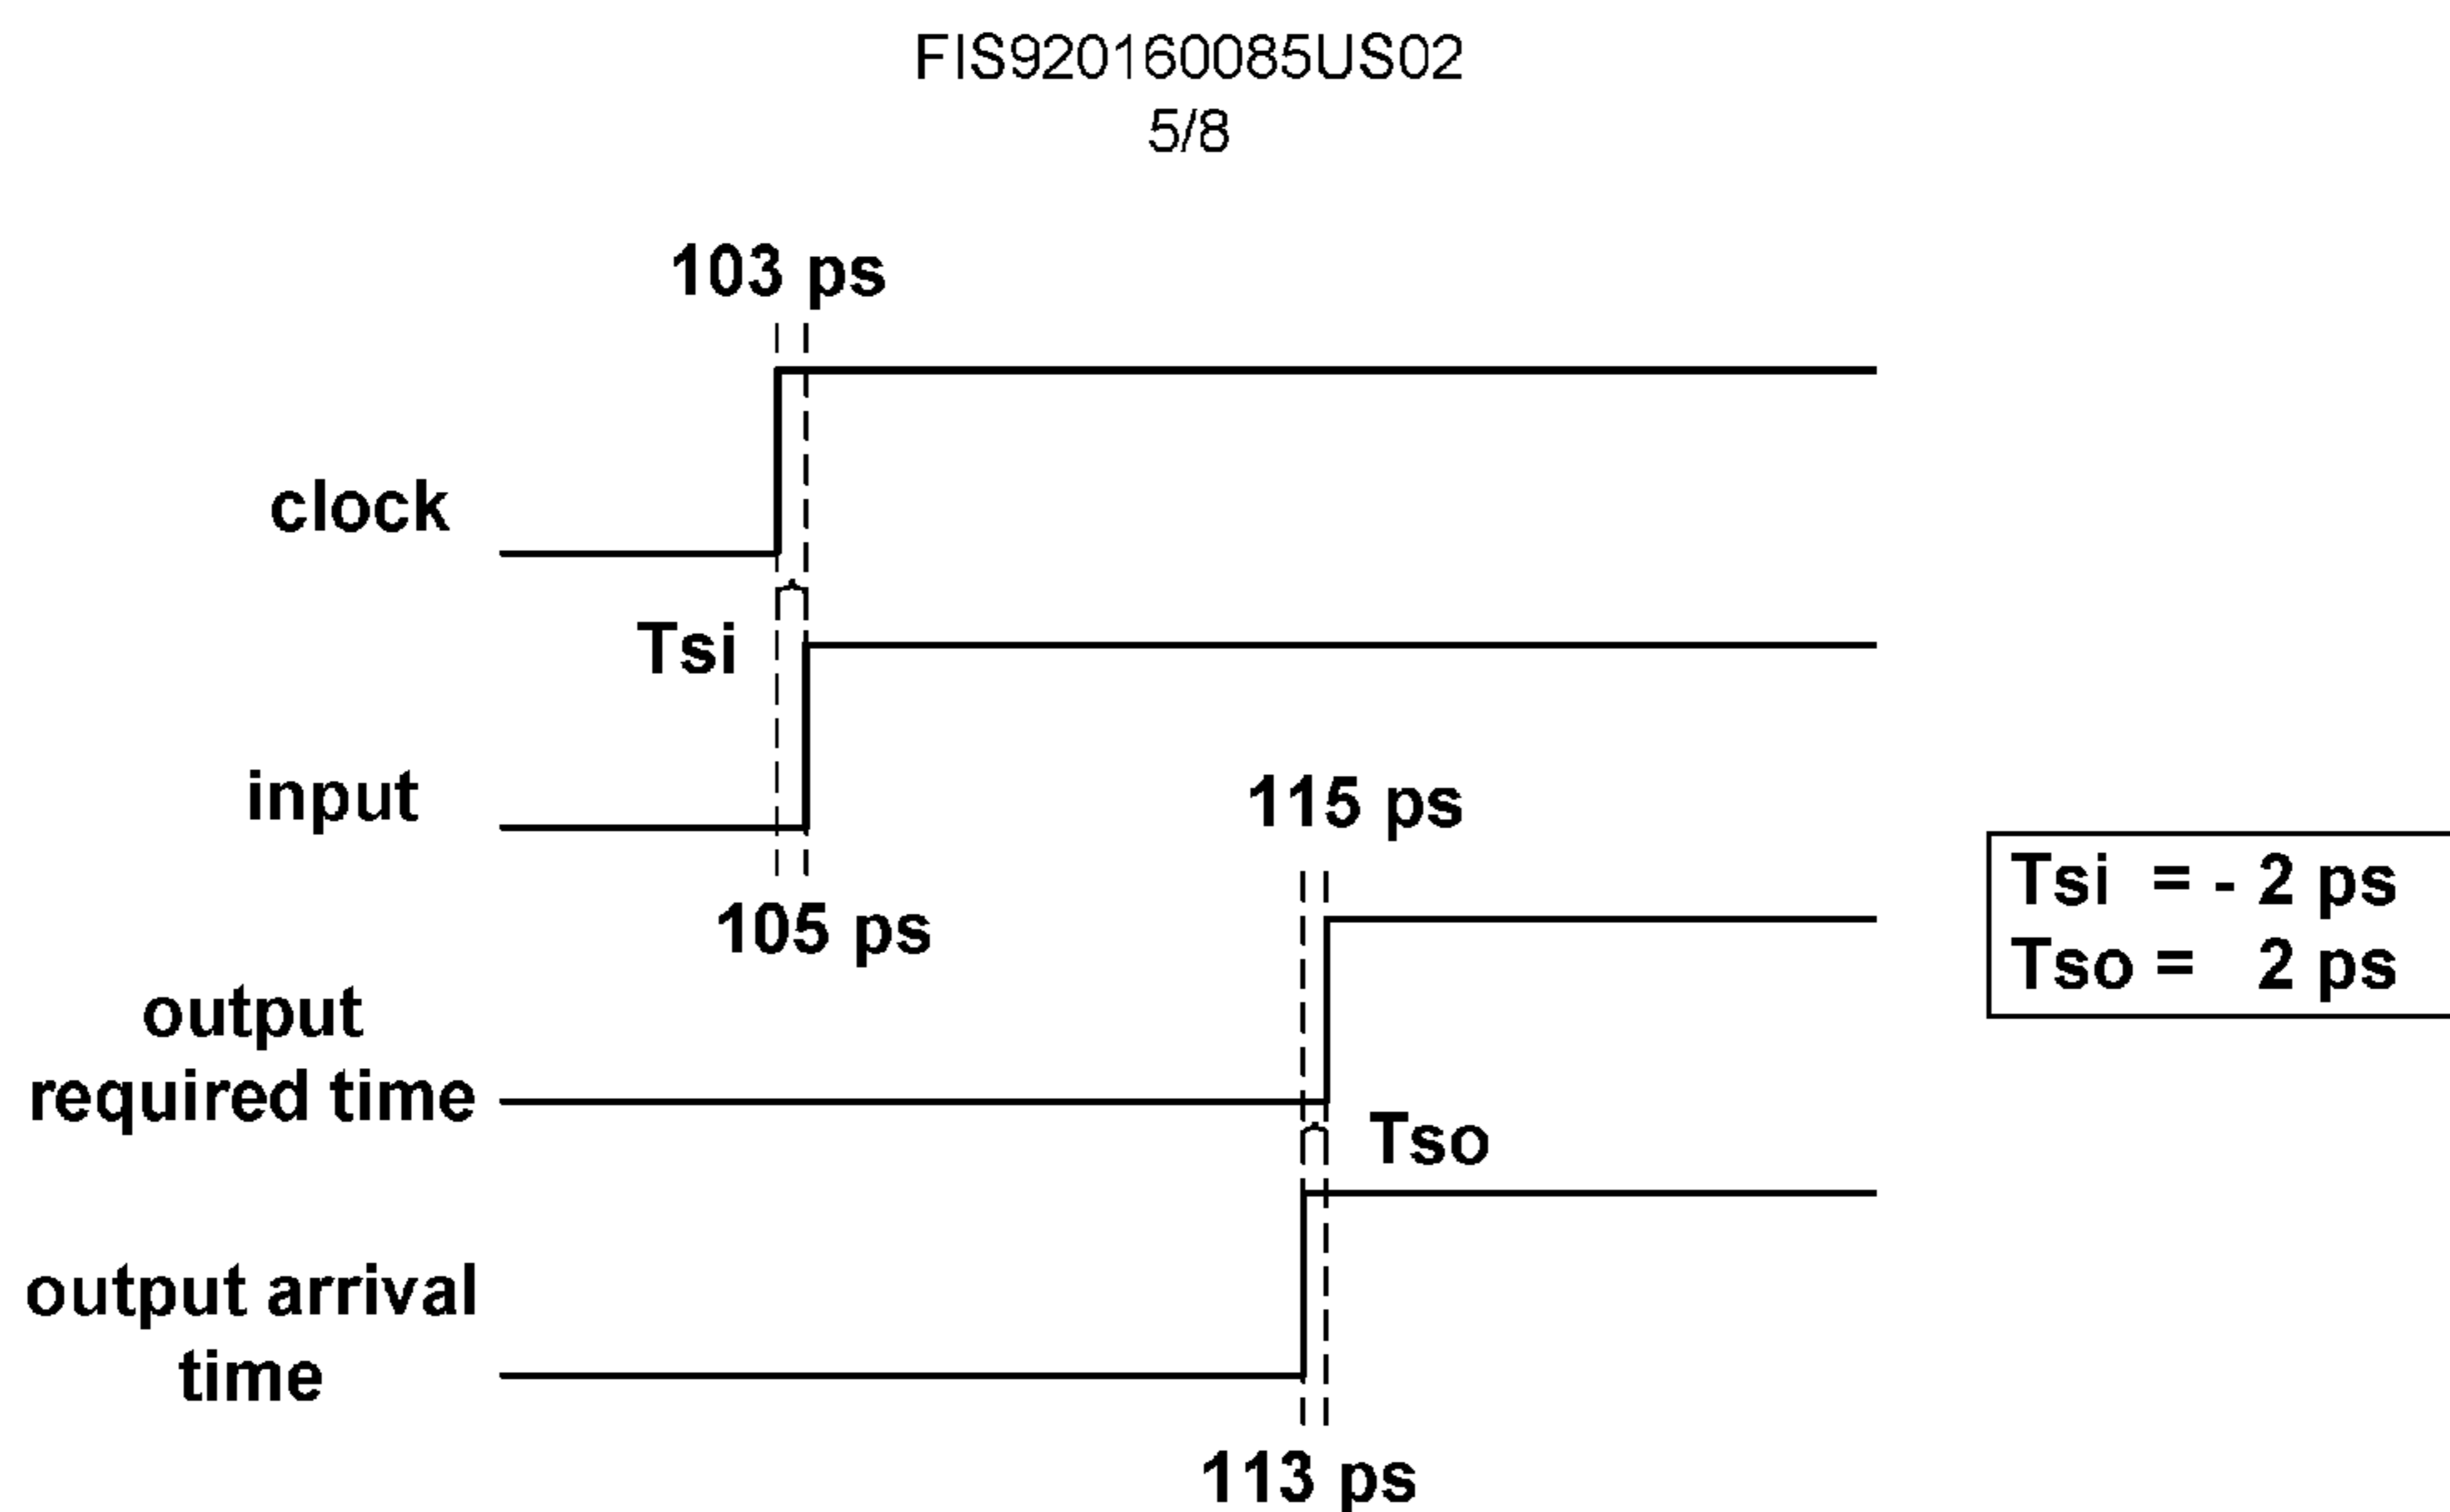 FIS920160085US02
5/8
103 ps
clock
Tsi
input
115 ps
105 ps
Tsi = - 2 ps
Tso = 2 ps
output
required time
Tso
output arrival
time
113 ps